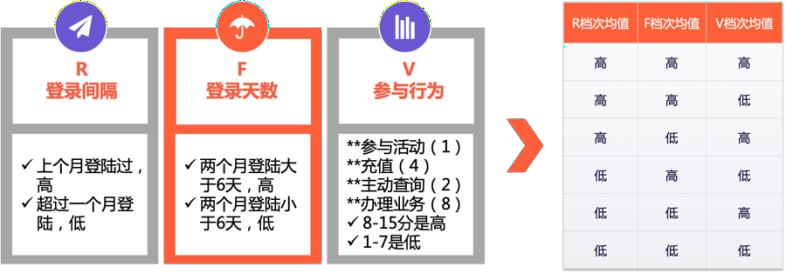 R
登录间隔
✓ 上个月登陆过，
高
✓ 超过一个月登
陆，低
F
登录天数
✓ 两个月登陆大
于6天，高
✓ 两个月登陆小
于6天，低
V
参与行为
**参与活动（1）
**充值（4）
**主动查询（2）
**办理业务（8）
✓ 8-15分是高
✓ 1-7是低
R档次均值 F档次均值 V档次均值
高 高 高
高 高 低
高 低 高
低 高 低
低 低 高
低 低 低